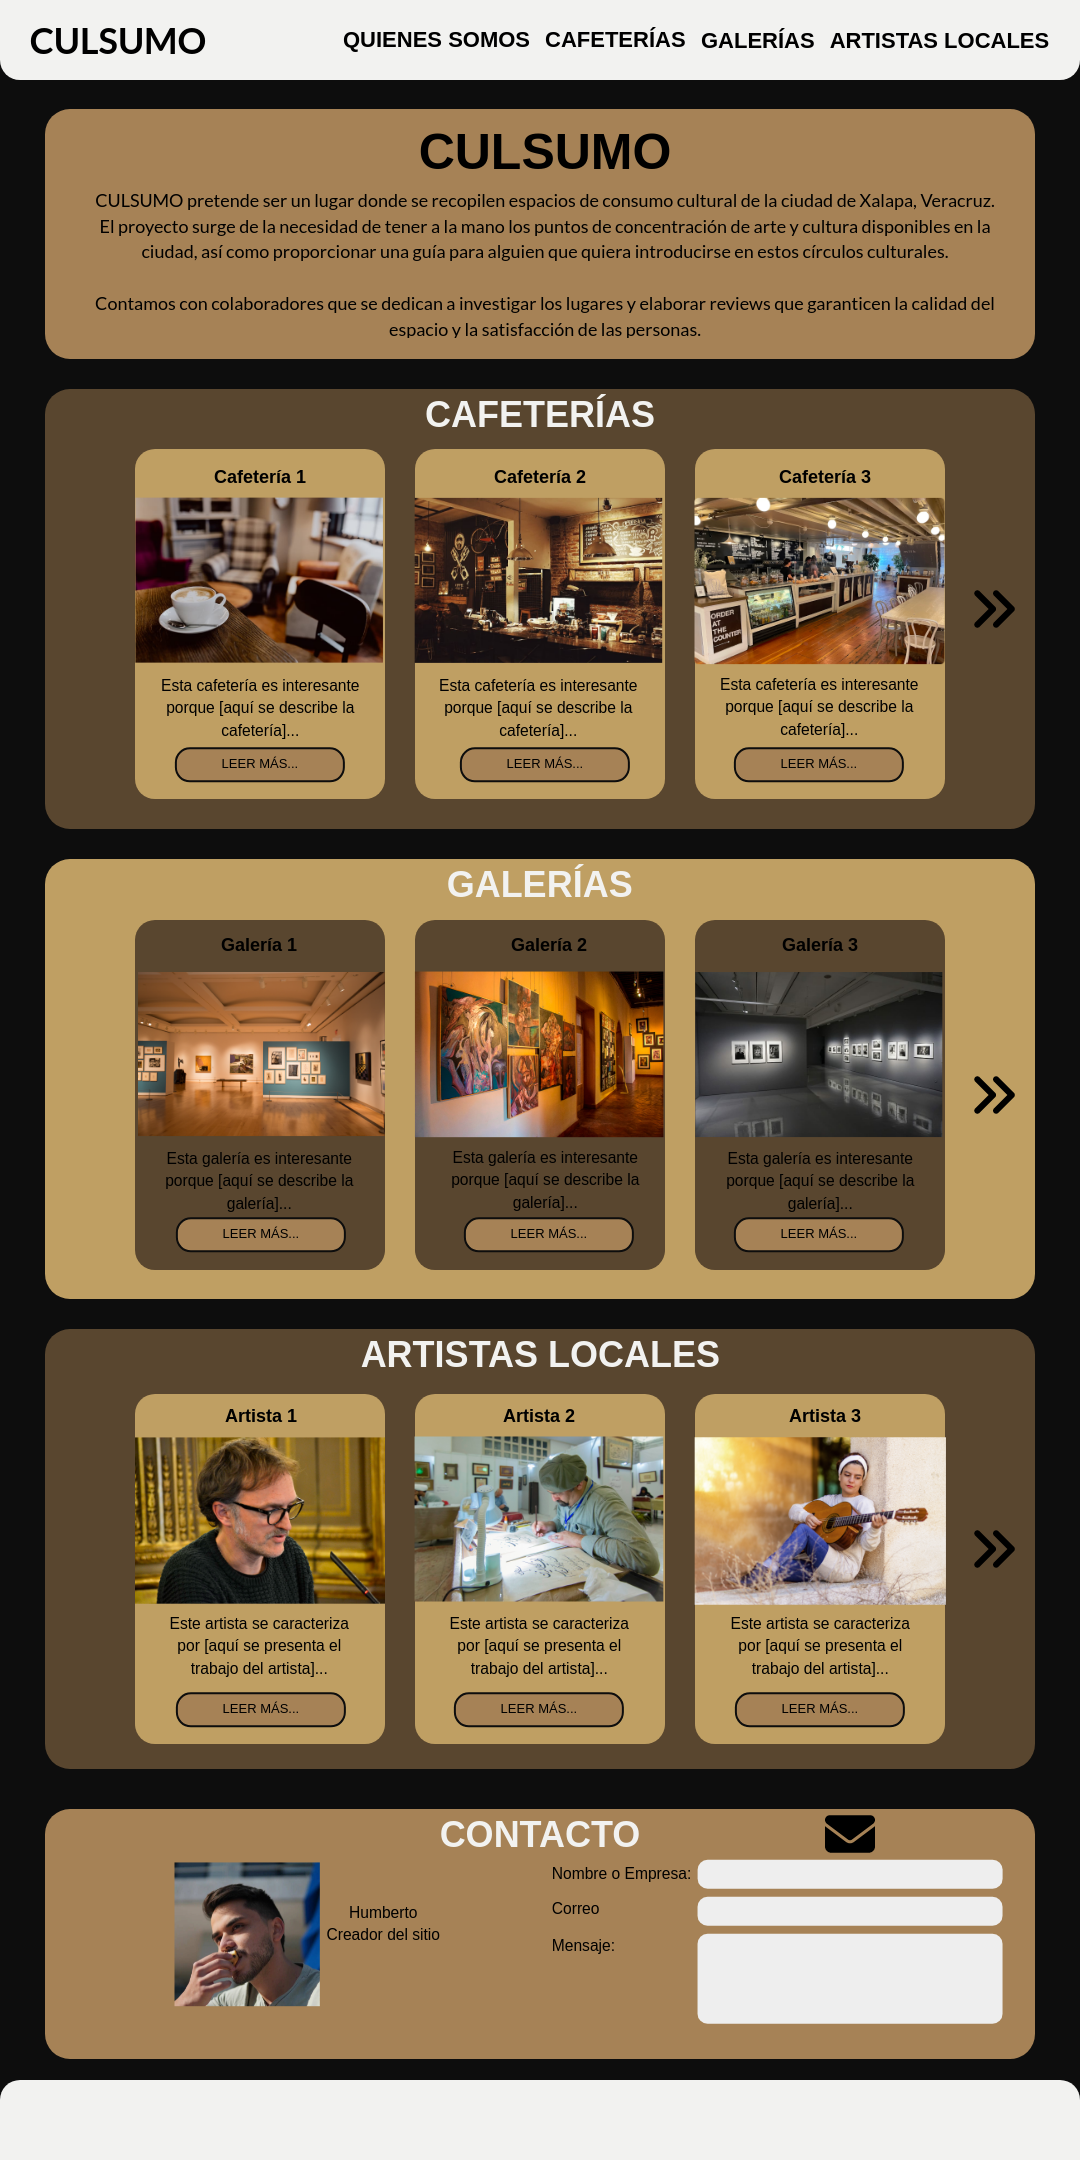 CULSUMO
QUIENES SOMOS CAFETERÍAS GALERÍAS ARTISTAS LOCALES
CULSUMO
CULSUMO pretende ser un lugar donde se recopilen espacios de consumo cultural de la ciudad de Xalapa, Veracruz.
El proyecto surge de la necesidad de tener a la mano los puntos de concentración de arte y cultura disponibles en la
ciudad, así como proporcionar una guía para alguien que quiera introducirse en estos círculos culturales.
Contamos con colaboradores que se dedican a investigar los lugares y elaborar reviews que garanticen la calidad del
espacio y la satisfacción de las personas.
CAFETERÍAS
Cafetería 1
Esta cafetería es interesante
porque [aquí se describe la
cafetería]...
LEER MÁS...
Cafetería 2
Esta cafetería es interesante
porque [aquí se describe la
cafetería]...
LEER MÁS...
Cafetería 3
ORDER
AT
THE
COUNTER
Esta cafetería es interesante
porque [aquí se describe la
cafetería]...
LEER MÁS...
GALERÍAS
Galería 1
Esta galería es interesante
porque [aquí se describe la
galería]...
LEER MÁS...
Galería 2
Esta galería es interesante
porque [aquí se describe la
galería]...
LEER MÁS...
Galería 3
Esta galería es interesante
porque [aquí se describe la
galería]...
LEER MÁS...
ARTISTAS LOCALES
Artista 1
Este artista se caracteriza
por [aquí se presenta el
trabajo del artista]...
LEER MÁS...
Artista 2
Este artista se caracteriza
por [aquí se presenta el
trabajo del artista]...
LEER MÁS...
Artista 3
Este artista se caracteriza
por [aquí se presenta el
trabajo del artista]...
LEER MÁS...
CONTACTO
Humberto
Creador del sitio
Nombre o Empresa:
Correo
Mensaje: